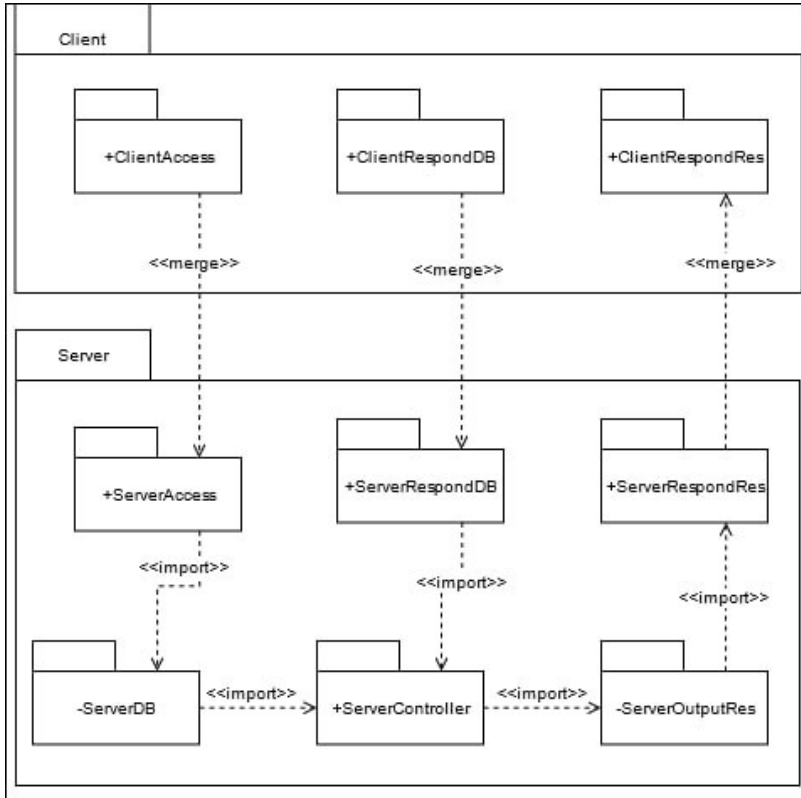 Client
+ClientAccess
+ClientRespondDB
+ClientRespondRes
<<merge>>
<<merge>>
<<merge>>
Server
+ServerAccess
+ServerRespondDB
+ServerRespondRes
<<import>>
<<import>>
<<import>>
-ServerDB
<<import>>
+ServerController
<<import>>
-ServerOutputRes